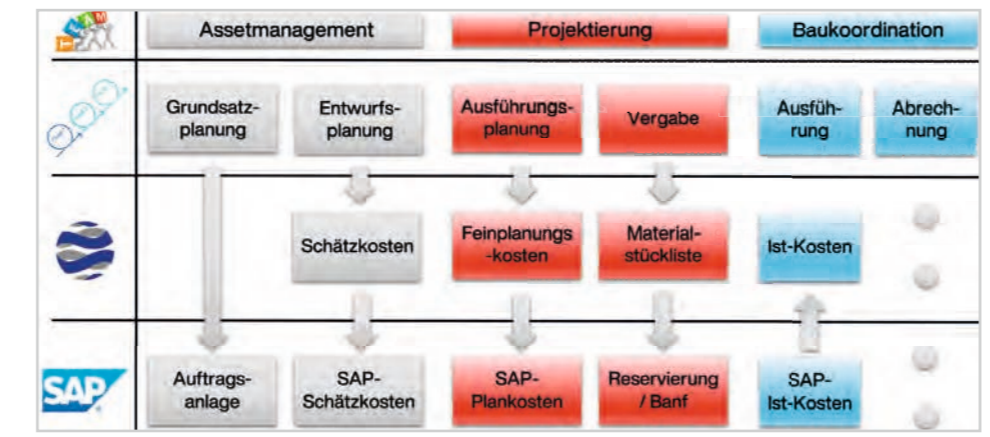 TEAM
Assetmanagement
Projektierung
Baukoordination
Grundsatz-
planung
Entwurfs-
planung
Ausführungs-
planung
Vergabe
Ausfüh-
rung
Abrech-
nung
Schätzkosten
Feinplanungs
-kosten
Material-
stückliste
Ist-Kosten
SAP
Auftrags-
anlage
SAP-
Schätzkosten
SAP-
Plankosten
Reservierung
/ Banf
SAP-
Ist-Kosten